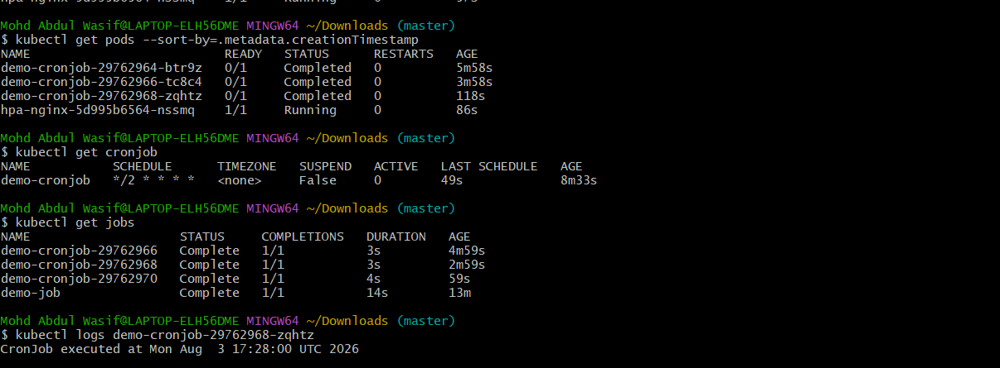 Mohd Abdul Wasif@LAPTOP-ELH56DME MINGW64 ~/Downloads (master)
$ kubectl get pods --sort-by=.metadata.creationTimestamp
NAME                          READY   STATUS      RESTARTS   AGE
demo-cronjob-29762964-btr9z   0/1     Completed   0          5m58s
demo-cronjob-29762966-tc8c4   0/1     Completed   0          3m58s
demo-cronjob-29762968-zqhtz   0/1     Completed   0          118s
hpa-nginx-5d995b6564-nssmq    1/1     Running     0          86s
Mohd Abdul Wasif@LAPTOP-ELH56DME MINGW64 ~/Downloads (master)
$ kubectl get cronjob
NAME           SCHEDULE      TIMEZONE   SUSPEND   ACTIVE   LAST SCHEDULE   AGE
demo-cronjob   */2 * * * *   <none>     False     0        49s             8m33s
Mohd Abdul Wasif@LAPTOP-ELH56DME MINGW64 ~/Downloads (master)
$ kubectl get jobs
NAME                    STATUS     COMPLETIONS   DURATION   AGE
demo-cronjob-29762966   Complete   1/1           3s         4m59s
demo-cronjob-29762968   Complete   1/1           3s         2m59s
demo-cronjob-29762970   Complete   1/1           4s         59s
demo-job                Complete   1/1           14s        13m
Mohd Abdul Wasif@LAPTOP-ELH56DME MINGW64 ~/Downloads (master)
$ kubectl logs demo-cronjob-29762968-zqhtz
CronJob executed at Mon Aug  3 17:28:00 UTC 2026